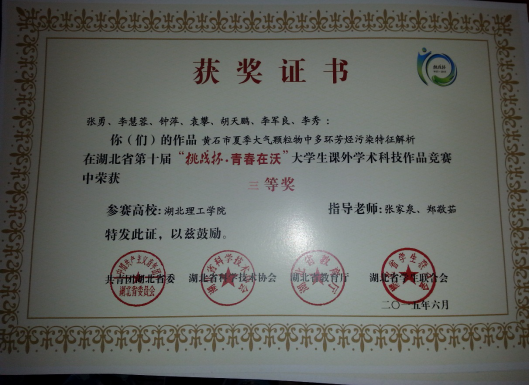 获奖证书
张勇、李慧蓉、钟萍、袁攀、胡天鹏、李军良、李秀：
你（们）的作品 黄石市夏季大气颗粒物中多环芳烃污染特征解析
在湖北省第十届“挑战杯·青春在沃”大学生课外学术科技作品竞赛
中荣获
三等奖
参赛高校：湖北理工学院 指导老师：张家泉、郑敬茹
特发此证，以兹鼓励。
共青团湖北省委 湖北省科学技术协会 湖北省教育厅 湖北省学生联合会
湖北省委员会
二〇一五年六月